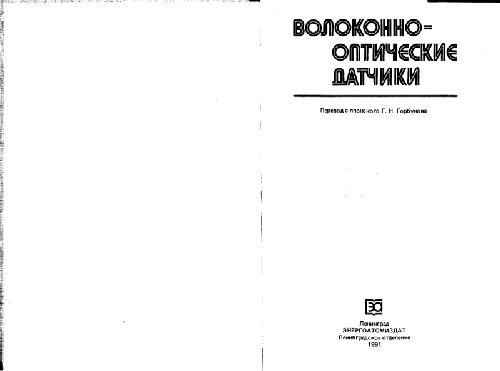 ВОЛОКОННО-
ОПТИЧЕСКИЕ
ДАТЧИКИ
Перевод с японского Г. Н. Горбунова
Ленинград
ЭНЕРГОАТОМИЗДАТ
Ленинградское отделение
1991